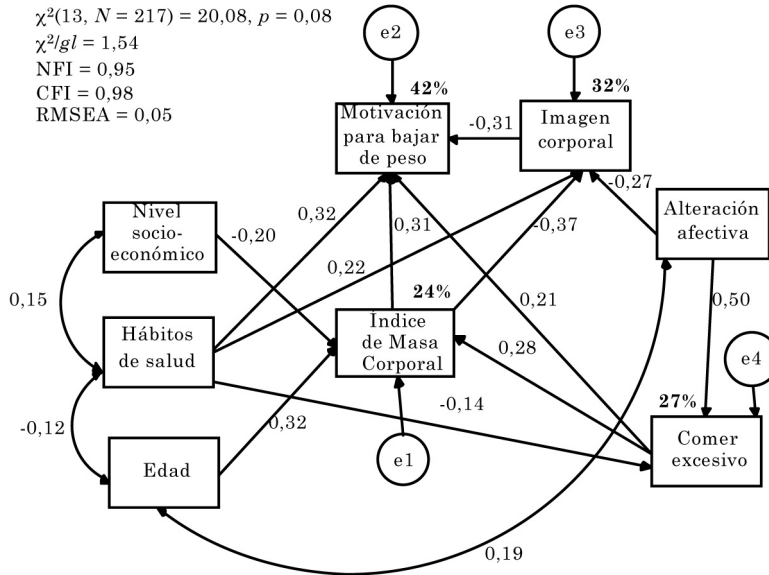 χ²(13, N = 217) = 20,08, p = 0,08
χ²/gl = 1,54
NFI = 0,95
CFI = 0,98
RMSEA = 0,05
e2
e3
42%
32%
Motivación
para bajar
de peso
-0,31
Imagen
corporal
-0,27
Nivel
socio-
económico
-0,20
0,32
0,31
-0,37
Alteración
afectiva
0,22
0,15
24%
0,21
0,50
Hábitos
de salud
Índice
de Masa
Corporal
0,28
e4
-0,14
27%
-0,12
0,32
Edad
e1
Comer
excesivo
0,19